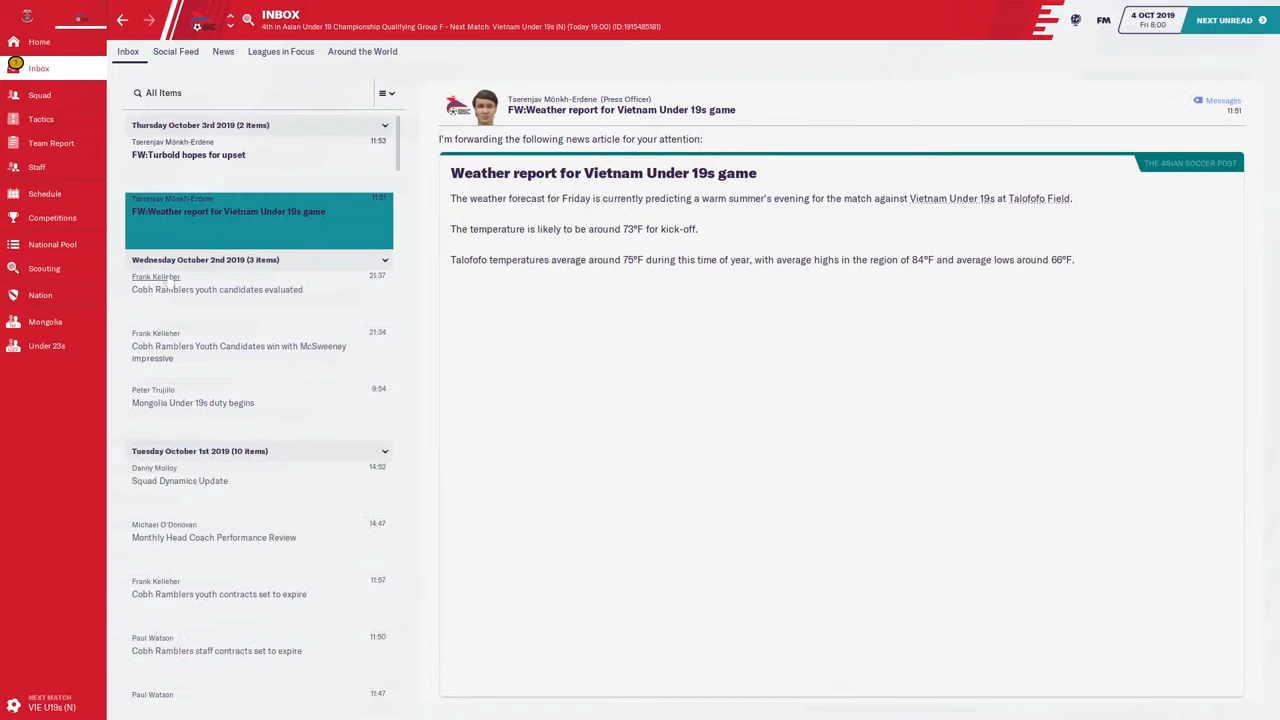 INBOX
4th in Asian Under 19 Championship Qualifying Group F - Next Match: Vietnam Under 19s (N) (Today 19:00) (ID:1915485181)
FM
4 OCT 2019
Fri 8:00
NEXT UNREAD
Home
Inbox
Squad
Tactics
Team Report
Staff
Schedule
Competitions
National Pool
Scouting
Nation
Mongolia
Under 23s
NEXT MATCH
VIE U19s (N)
Inbox Social Feed News Leagues in Focus Around the World
All Items
Thursday October 3rd 2019 (2 items)
Tserenjav Mönkh-Erdene 11:53
FW:Turbold hopes for upset
Tserenjav Mönkh-Erdene 11:51
FW:Weather report for Vietnam Under 19s game
Wednesday October 2nd 2019 (3 items)
Frank Kelleher 21:37
Cobh Ramblers youth candidates evaluated
Frank Kelleher 21:34
Cobh Ramblers Youth Candidates win with McSweeney
impressive
Peter Trujillo 9:54
Mongolia Under 19s duty begins
Tuesday October 1st 2019 (10 items)
Danny Molloy 14:52
Squad Dynamics Update
Michael O'Donovan 14:47
Monthly Head Coach Performance Review
Frank Kelleher 11:57
Cobh Ramblers youth contracts set to expire
Paul Watson 11:50
Cobh Ramblers staff contracts set to expire
Paul Watson 11:47
Tserenjav Mönkh-Erdene (Press Officer)
FW:Weather report for Vietnam Under 19s game
Messages
11:51
I'm forwarding the following news article for your attention:
THE ASIAN SOCCER POST
Weather report for Vietnam Under 19s game
The weather forecast for Friday is currently predicting a warm summer's evening for the match against Vietnam Under 19s at Talofofo Field.
The temperature is likely to be around 73°F for kick-off.
Talofofo temperatures average around 75°F during this time of year, with average highs in the region of 84°F and average lows around 66°F.